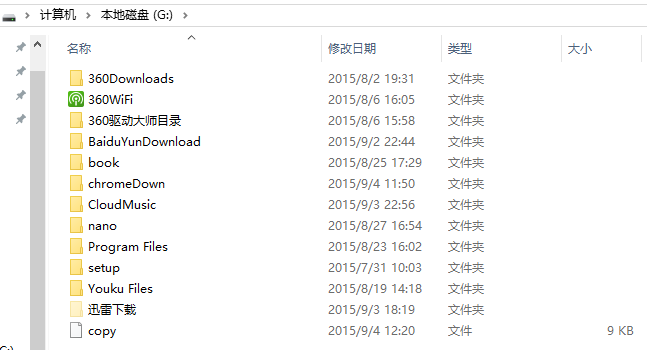 计算机 本地磁盘 (G:)
名称 修改日期 类型 大小
360Downloads 2015/8/2 19:31 文件夹
360WiFi 2015/8/6 16:05 文件夹
360驱动大师目录 2015/8/6 15:58 文件夹
BaiduYunDownload 2015/9/2 22:44 文件夹
book 2015/8/25 17:29 文件夹
chromeDown 2015/9/4 11:50 文件夹
CloudMusic 2015/9/3 22:56 文件夹
nano 2015/8/27 16:54 文件夹
Program Files 2015/8/23 16:02 文件夹
setup 2015/7/31 10:03 文件夹
Youku Files 2015/8/19 14:18 文件夹
迅雷下载 2015/9/3 18:19 文件夹
copy 2015/9/4 12:20 文件 9 KB